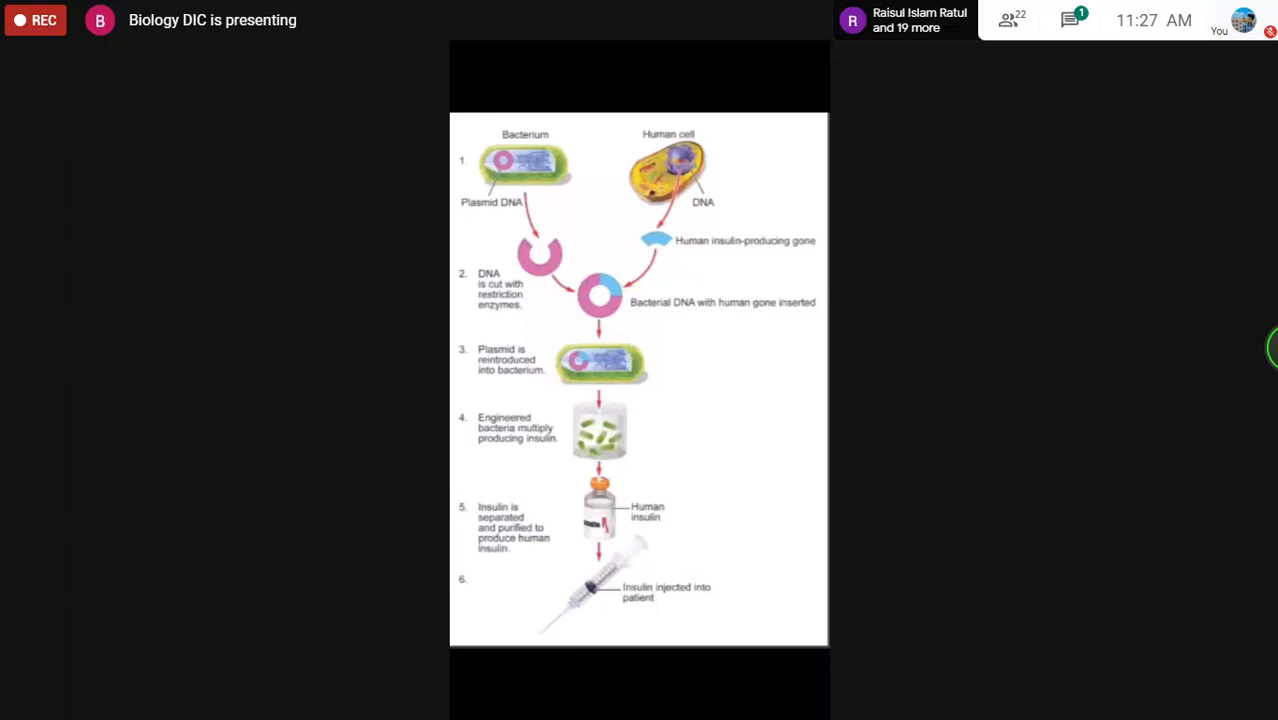 REC
B
Biology DIC is presenting
R
Raisul Islam Ratul
and 19 more
22
1
11:27 AM
You
Bacterium
Human cell
1.
Plasmid DNA
DNA
Human insulin-producing gone
2. DNA
is cut with
restriction
enzymes.
Bacterial DNA with human gone inserted
3. Plasmid is
reintroduced
into bacterium.
4. Engineered
bacteria multiply
producing insulin.
5. Insulin is
separated
and purified to
produce human
insulin.
Human
insulin
6.
Insulin injected into
patient